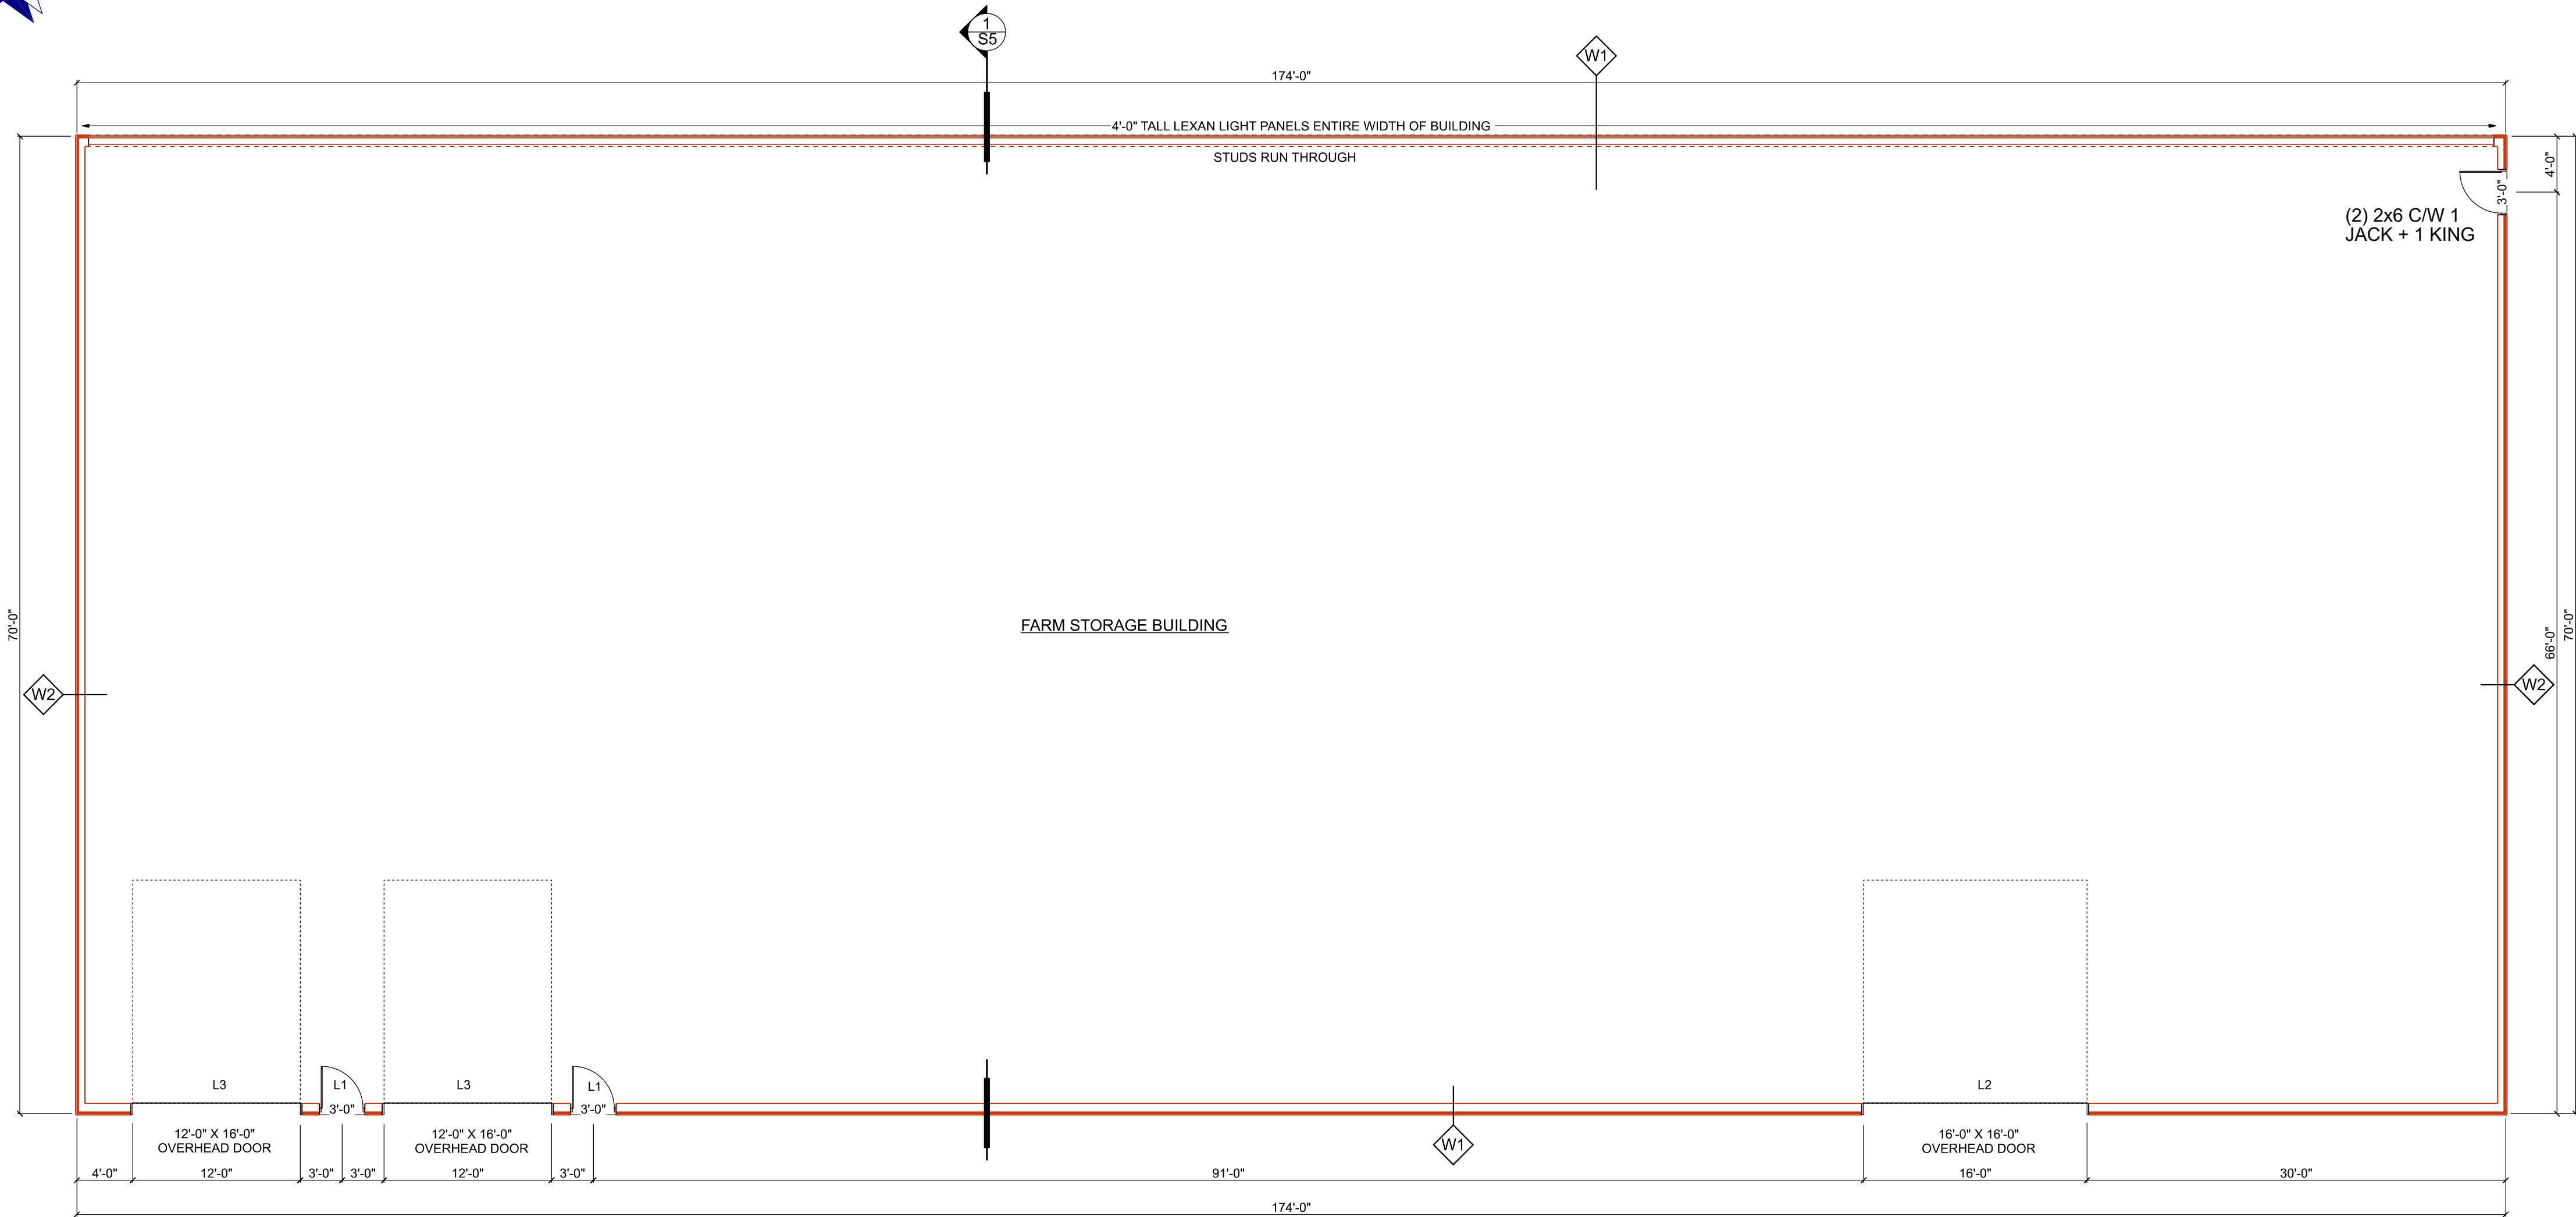 1
S5
W1
174'-0"
4'-0" TALL LEXAN LIGHT PANELS ENTIRE WIDTH OF BUILDING
STUDS RUN THROUGH
4'-0"
3'-0"
(2) 2x6 C/W 1
JACK + 1 KING
70'-0"
FARM STORAGE BUILDING
66'-0"
70'-0"
W2
W2
L3
L1
L3
L1
L2
3'-0"
3'-0"
12'-0" X 16'-0"
OVERHEAD DOOR
12'-0" X 16'-0"
OVERHEAD DOOR
W1
16'-0" X 16'-0"
OVERHEAD DOOR
4'-0"
12'-0"
3'-0"
3'-0"
12'-0"
3'-0"
91'-0"
16'-0"
30'-0"
174'-0"